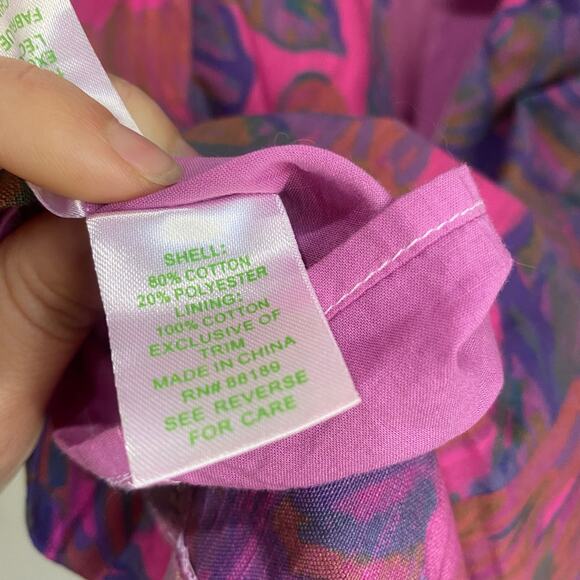 FABRIQUÉ
SHELL:
80% COTTON
20% POLYESTER
LINING:
100% COTTON
EXCLUSIVE OF
TRIM
MADE IN CHINA
RN# 88189
SEE REVERSE
FOR CARE